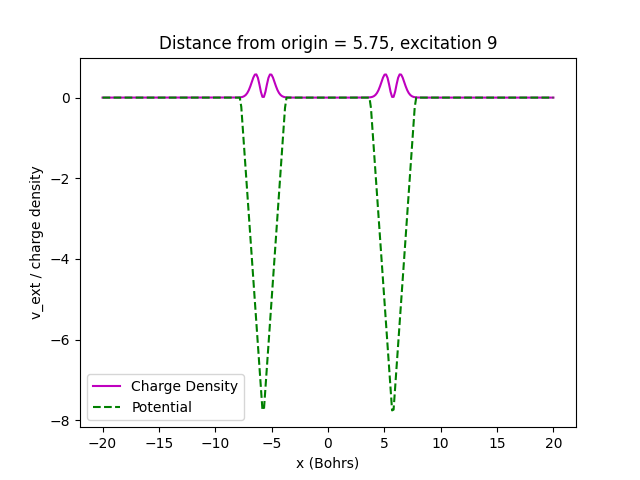 Distance from origin = 5.75, excitation 9
v_ext / charge density
0
−2
−4
−6
−8
Charge Density
Potential
−20 −15 −10 −5 0 5 10 15 20
x (Bohrs)